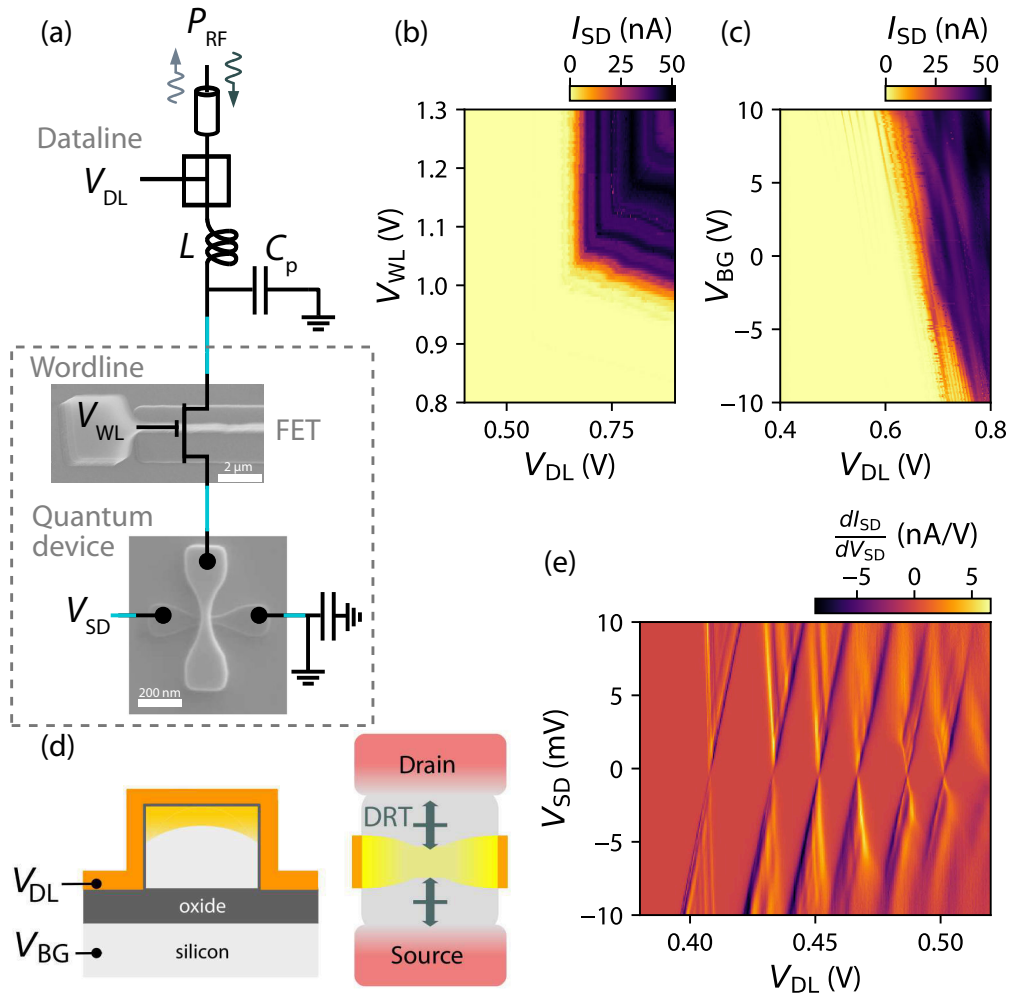 (a)
P_RF
Dataline
V_DL
L
C_p
Wordline
V_WL
FET
2 μm
Quantum
device
V_SD
200 nm
(b)
I_SD (nA)
0 25 50
V_WL (V)
1.3
1.2
1.1
1.0
0.9
0.8
0.50 0.75
V_DL (V)
(c)
I_SD (nA)
0 25 50
V_BG (V)
10
5
0
−5
−10
0.4 0.6 0.8
V_DL (V)
(d)
V_DL
oxide
V_BG
silicon
Drain
DRT
Source
(e)
dI_SD
dV_SD
(nA/V)
−5 0 5
V_SD (mV)
10
5
0
−5
−10
0.40 0.45 0.50
V_DL (V)